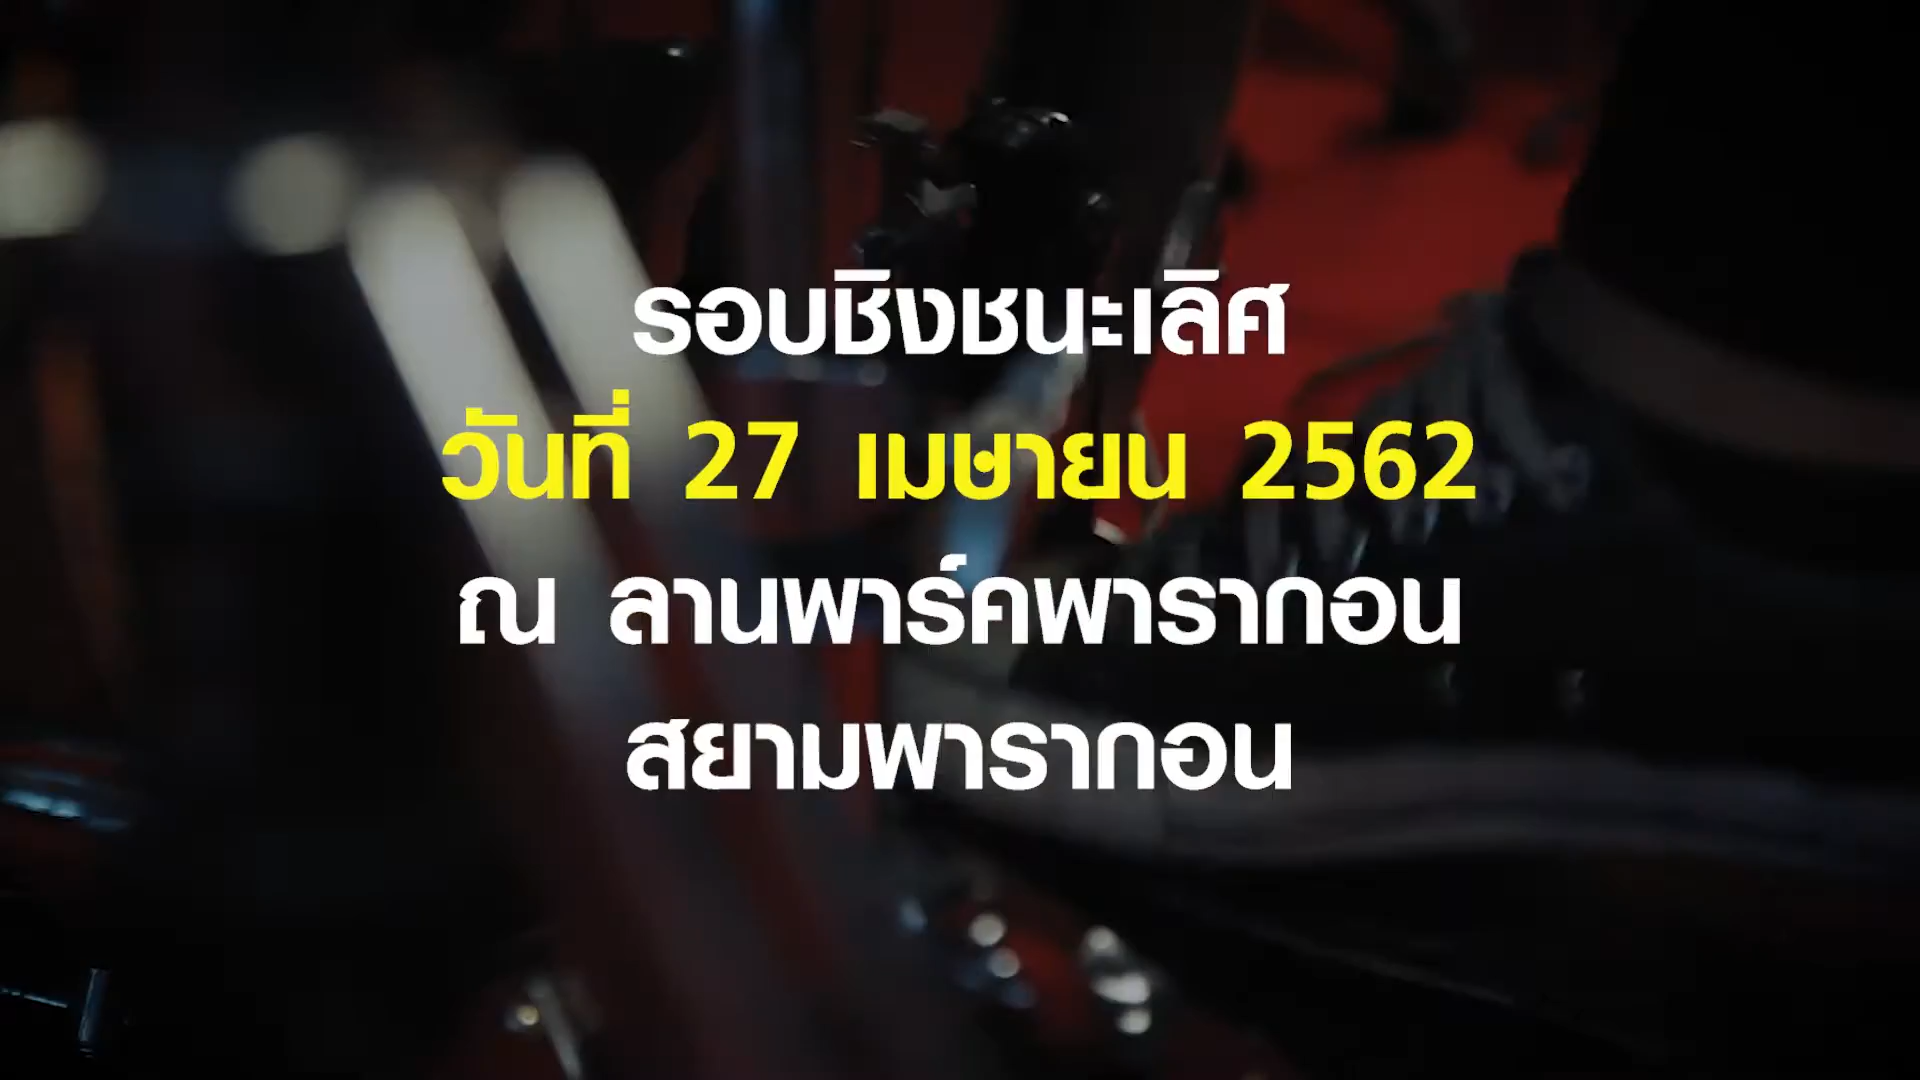 รอบชิงชนะเลิศ
วันที่ 27 เมษายน 2562
ณ ลานพาร์คพารากอน
สยามพารากอน